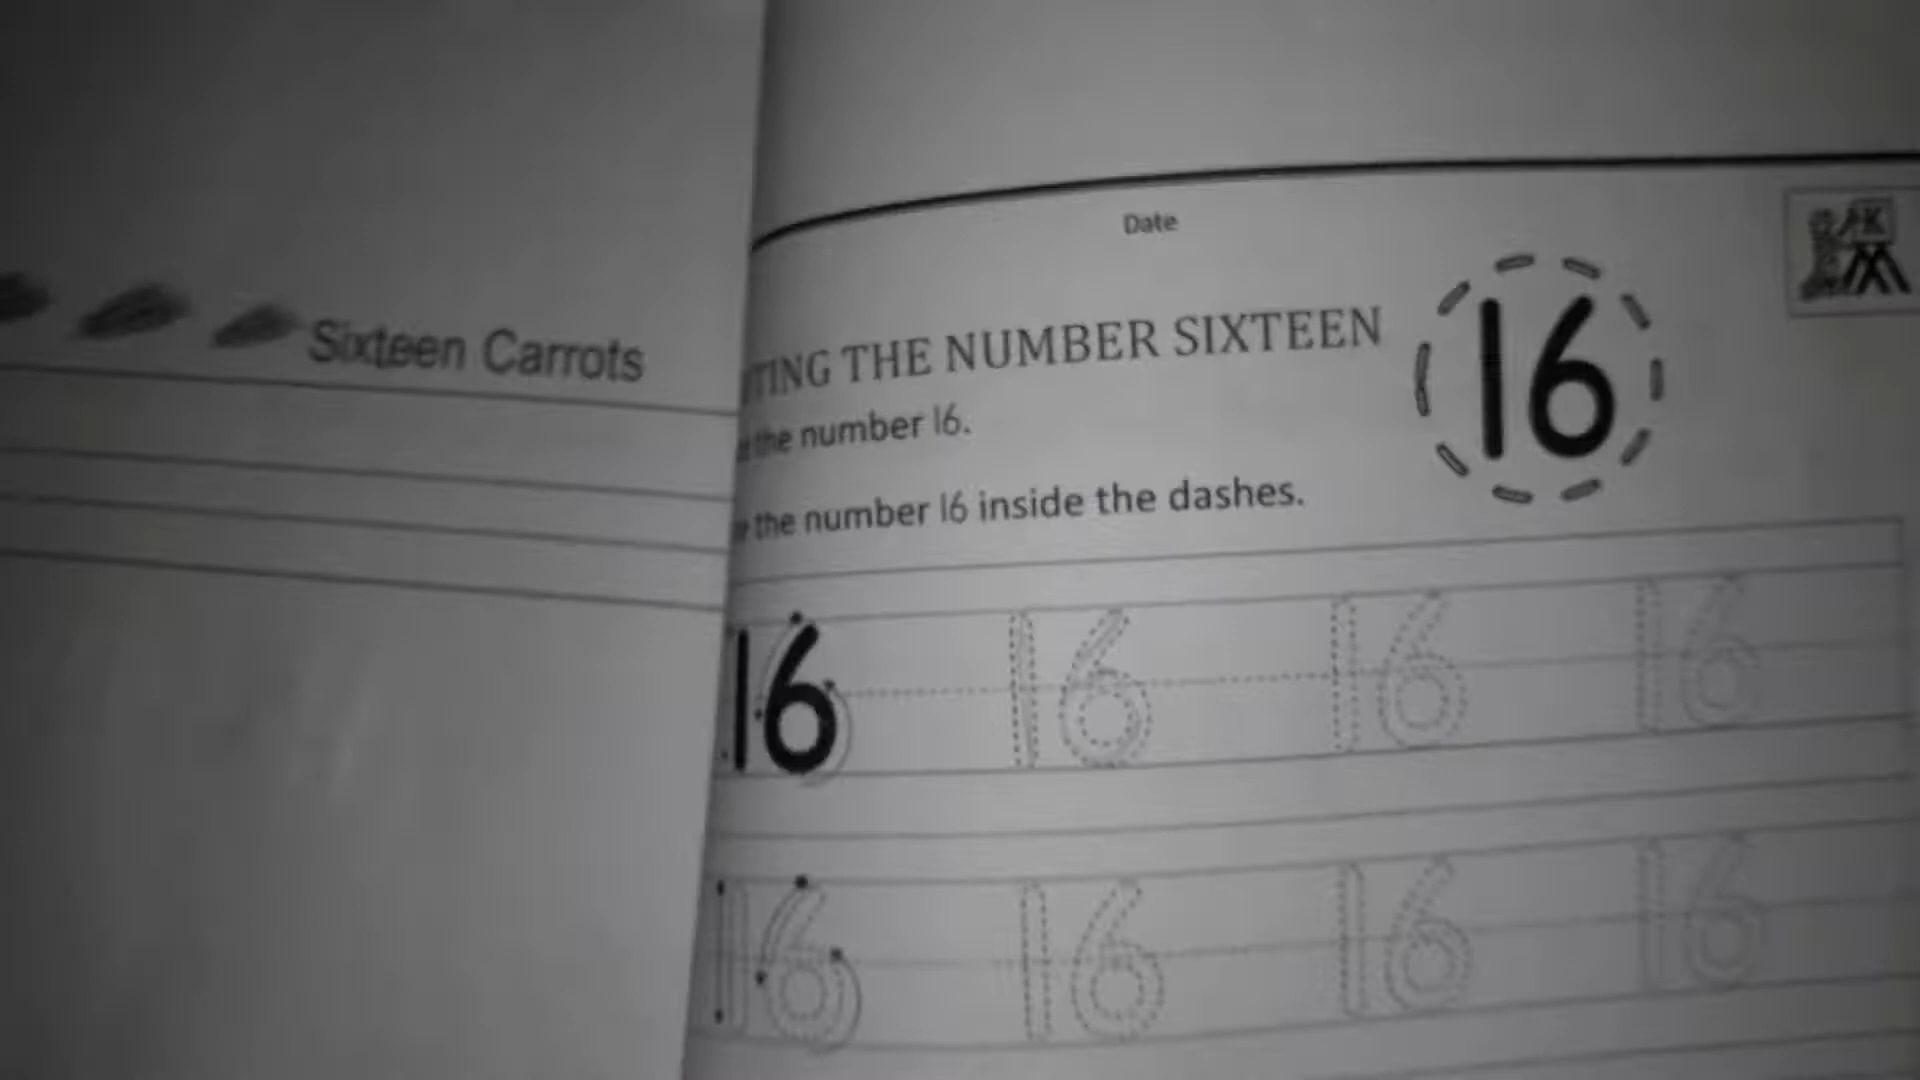 Sixteen Carrots
Date
THE NUMBER SIXTEEN
16
the number 16.
the number 16 inside the dashes.
16 16 16 16
16 16 16 16